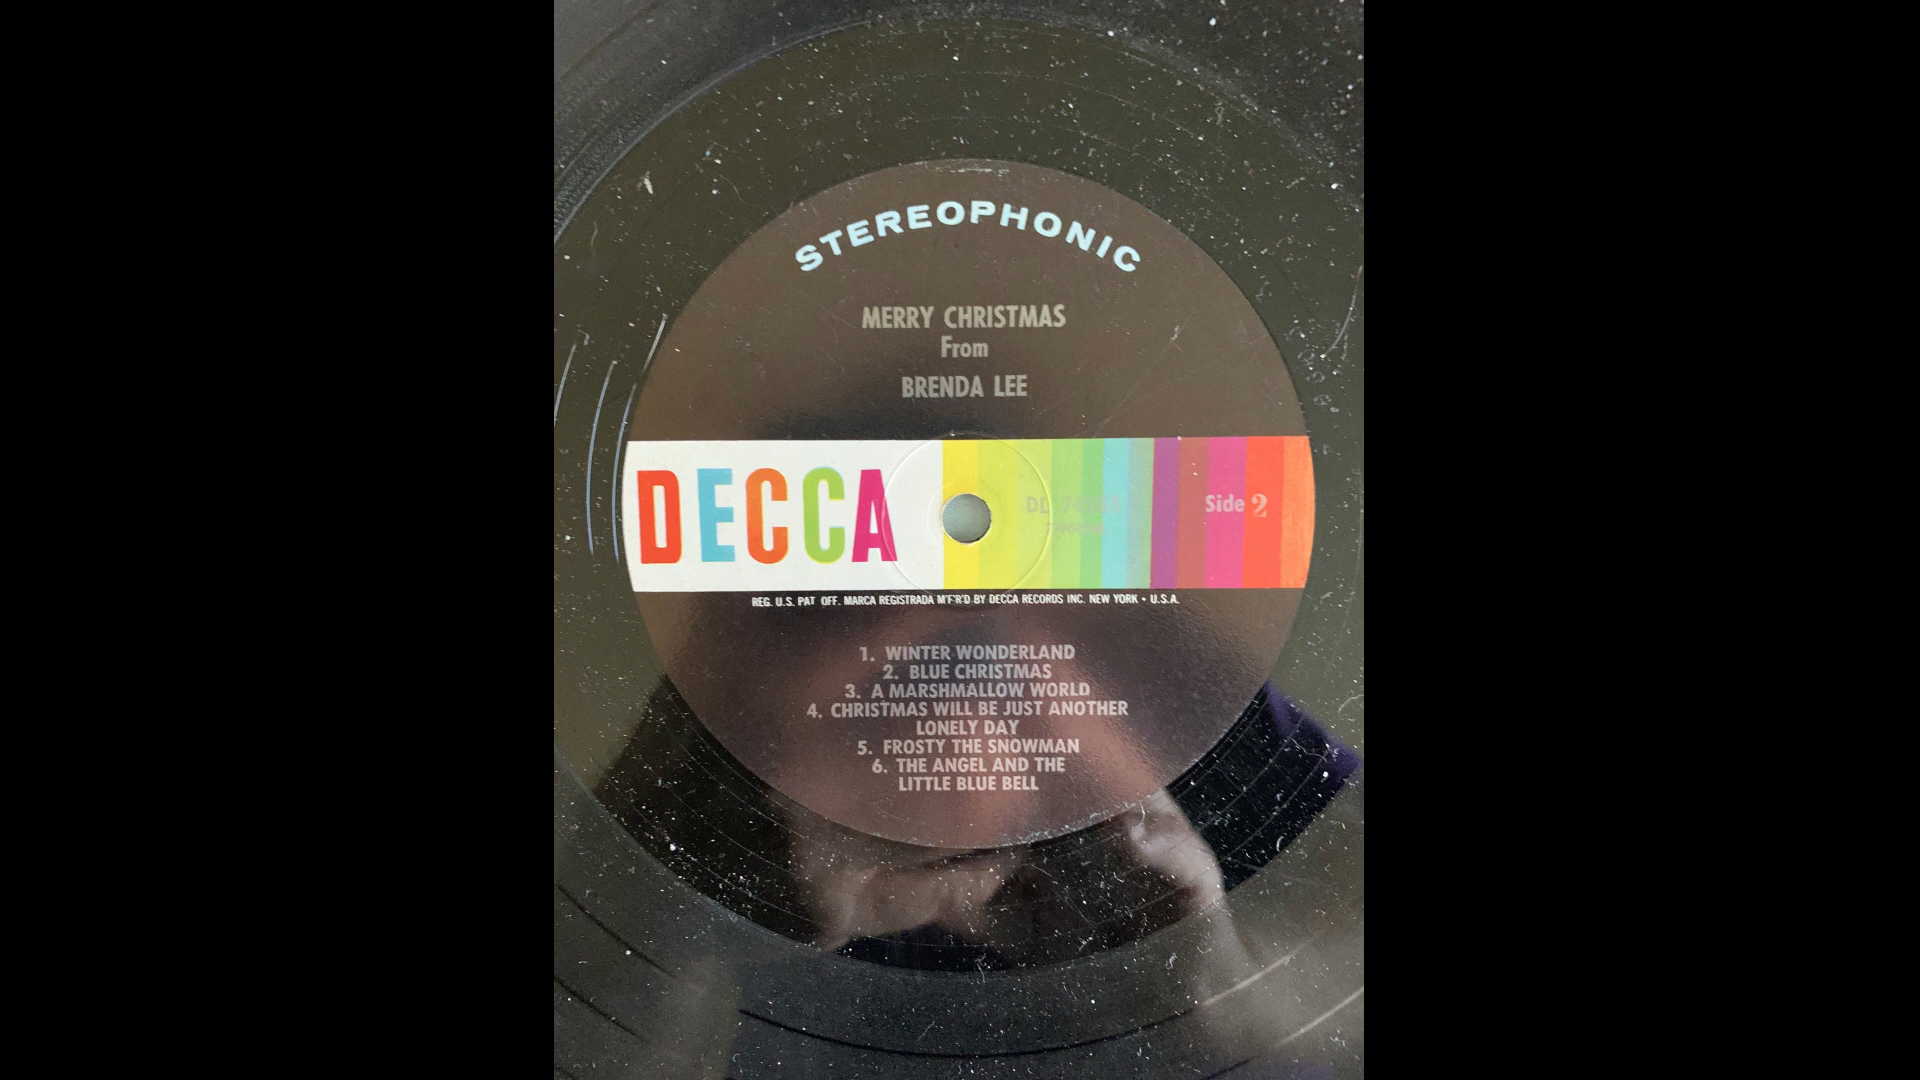 STEREOPHONIC
MERRY CHRISTMAS
From
BRENDA LEE
DECCA
DL
Side 2
REG. U.S. PAT OFF. MARCA REGISTRADA M'F'R'D BY DECCA RECORDS INC. NEW YORK • U.S.A.
1. WINTER WONDERLAND
2. BLUE CHRISTMAS
3. A MARSHMALLOW WORLD
4. CHRISTMAS WILL BE JUST ANOTHER
LONELY DAY
5. FROSTY THE SNOWMAN
6. THE ANGEL AND THE
LITTLE BLUE BELL